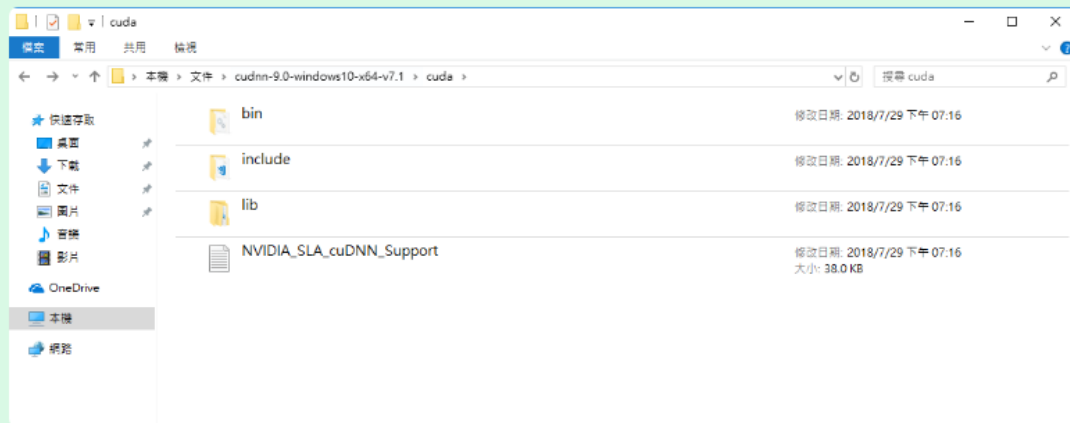 cuda
檔案 常用 共用 檢視
本機 › 文件 › cudnn-9.0-windows10-x64-v7.1 › cuda ›
搜尋 cuda
快速存取
桌面
下載
文件
圖片
音樂
影片
OneDrive
本機
網路
bin
修改日期: 2018/7/29 下午 07:16
include
修改日期: 2018/7/29 下午 07:16
lib
修改日期: 2018/7/29 下午 07:16
NVIDIA_SLA_cuDNN_Support
修改日期: 2018/7/29 下午 07:16
大小: 38.0 KB